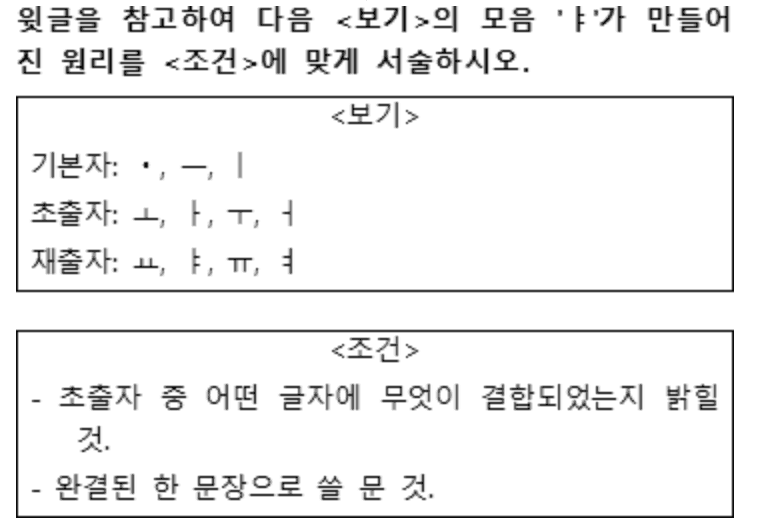 윗글을 참고하여 다음 <보기>의 모음 'ㅑ'가 만들어
진 원리를 <조건>에 맞게 서술하시오.
<보기>
기본자: ㆍ, ㅡ, ㅣ
초출자: ㅗ, ㅏ, ㅜ, ㅓ
재출자: ㅛ, ㅑ, ㅠ, ㅕ
<조건>
- 초출자 중 어떤 글자에 무엇이 결합되었는지 밝힐
것.
- 완결된 한 문장으로 쓸 문 것.